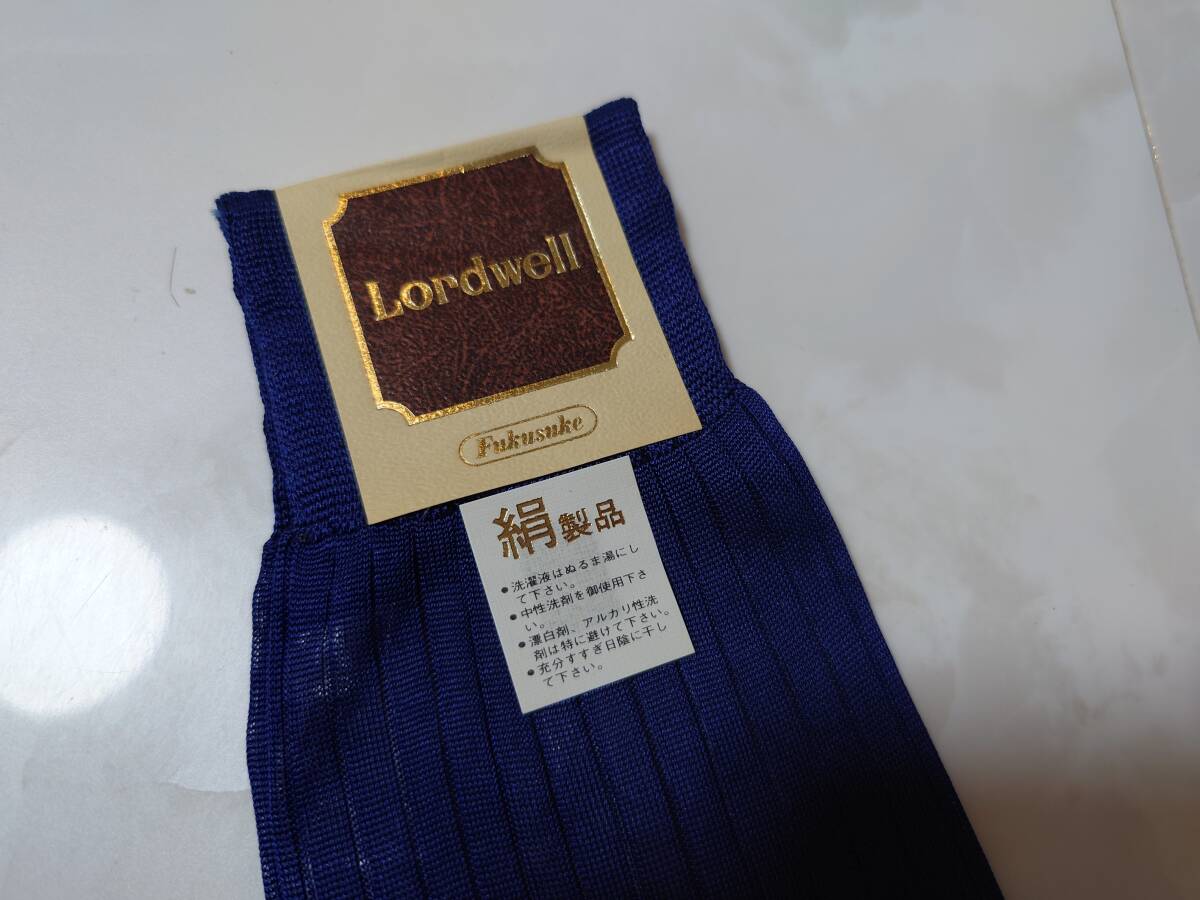 Lordwell
Fukusuke
絹製品
●洗濯液はぬるま湯にし
て下さい。
●中性洗剤を御使用下さ
い。
●漂白剤、アルカリ性洗
剤は特に避けて下さい。
●充分すすぎ日陰に干し
て下さい。